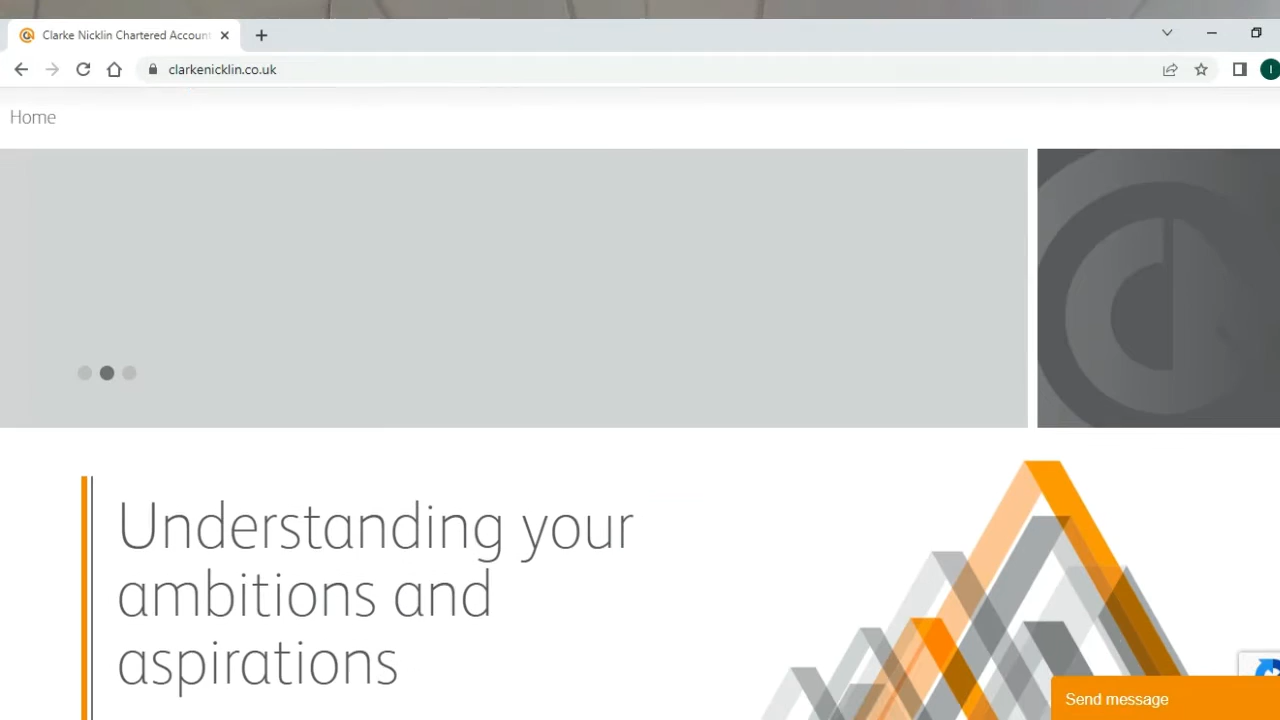 Clarke Nicklin Chartered Account
clarkenicklin.co.uk
I
Home
Understanding your
ambitions and
aspirations
Send message